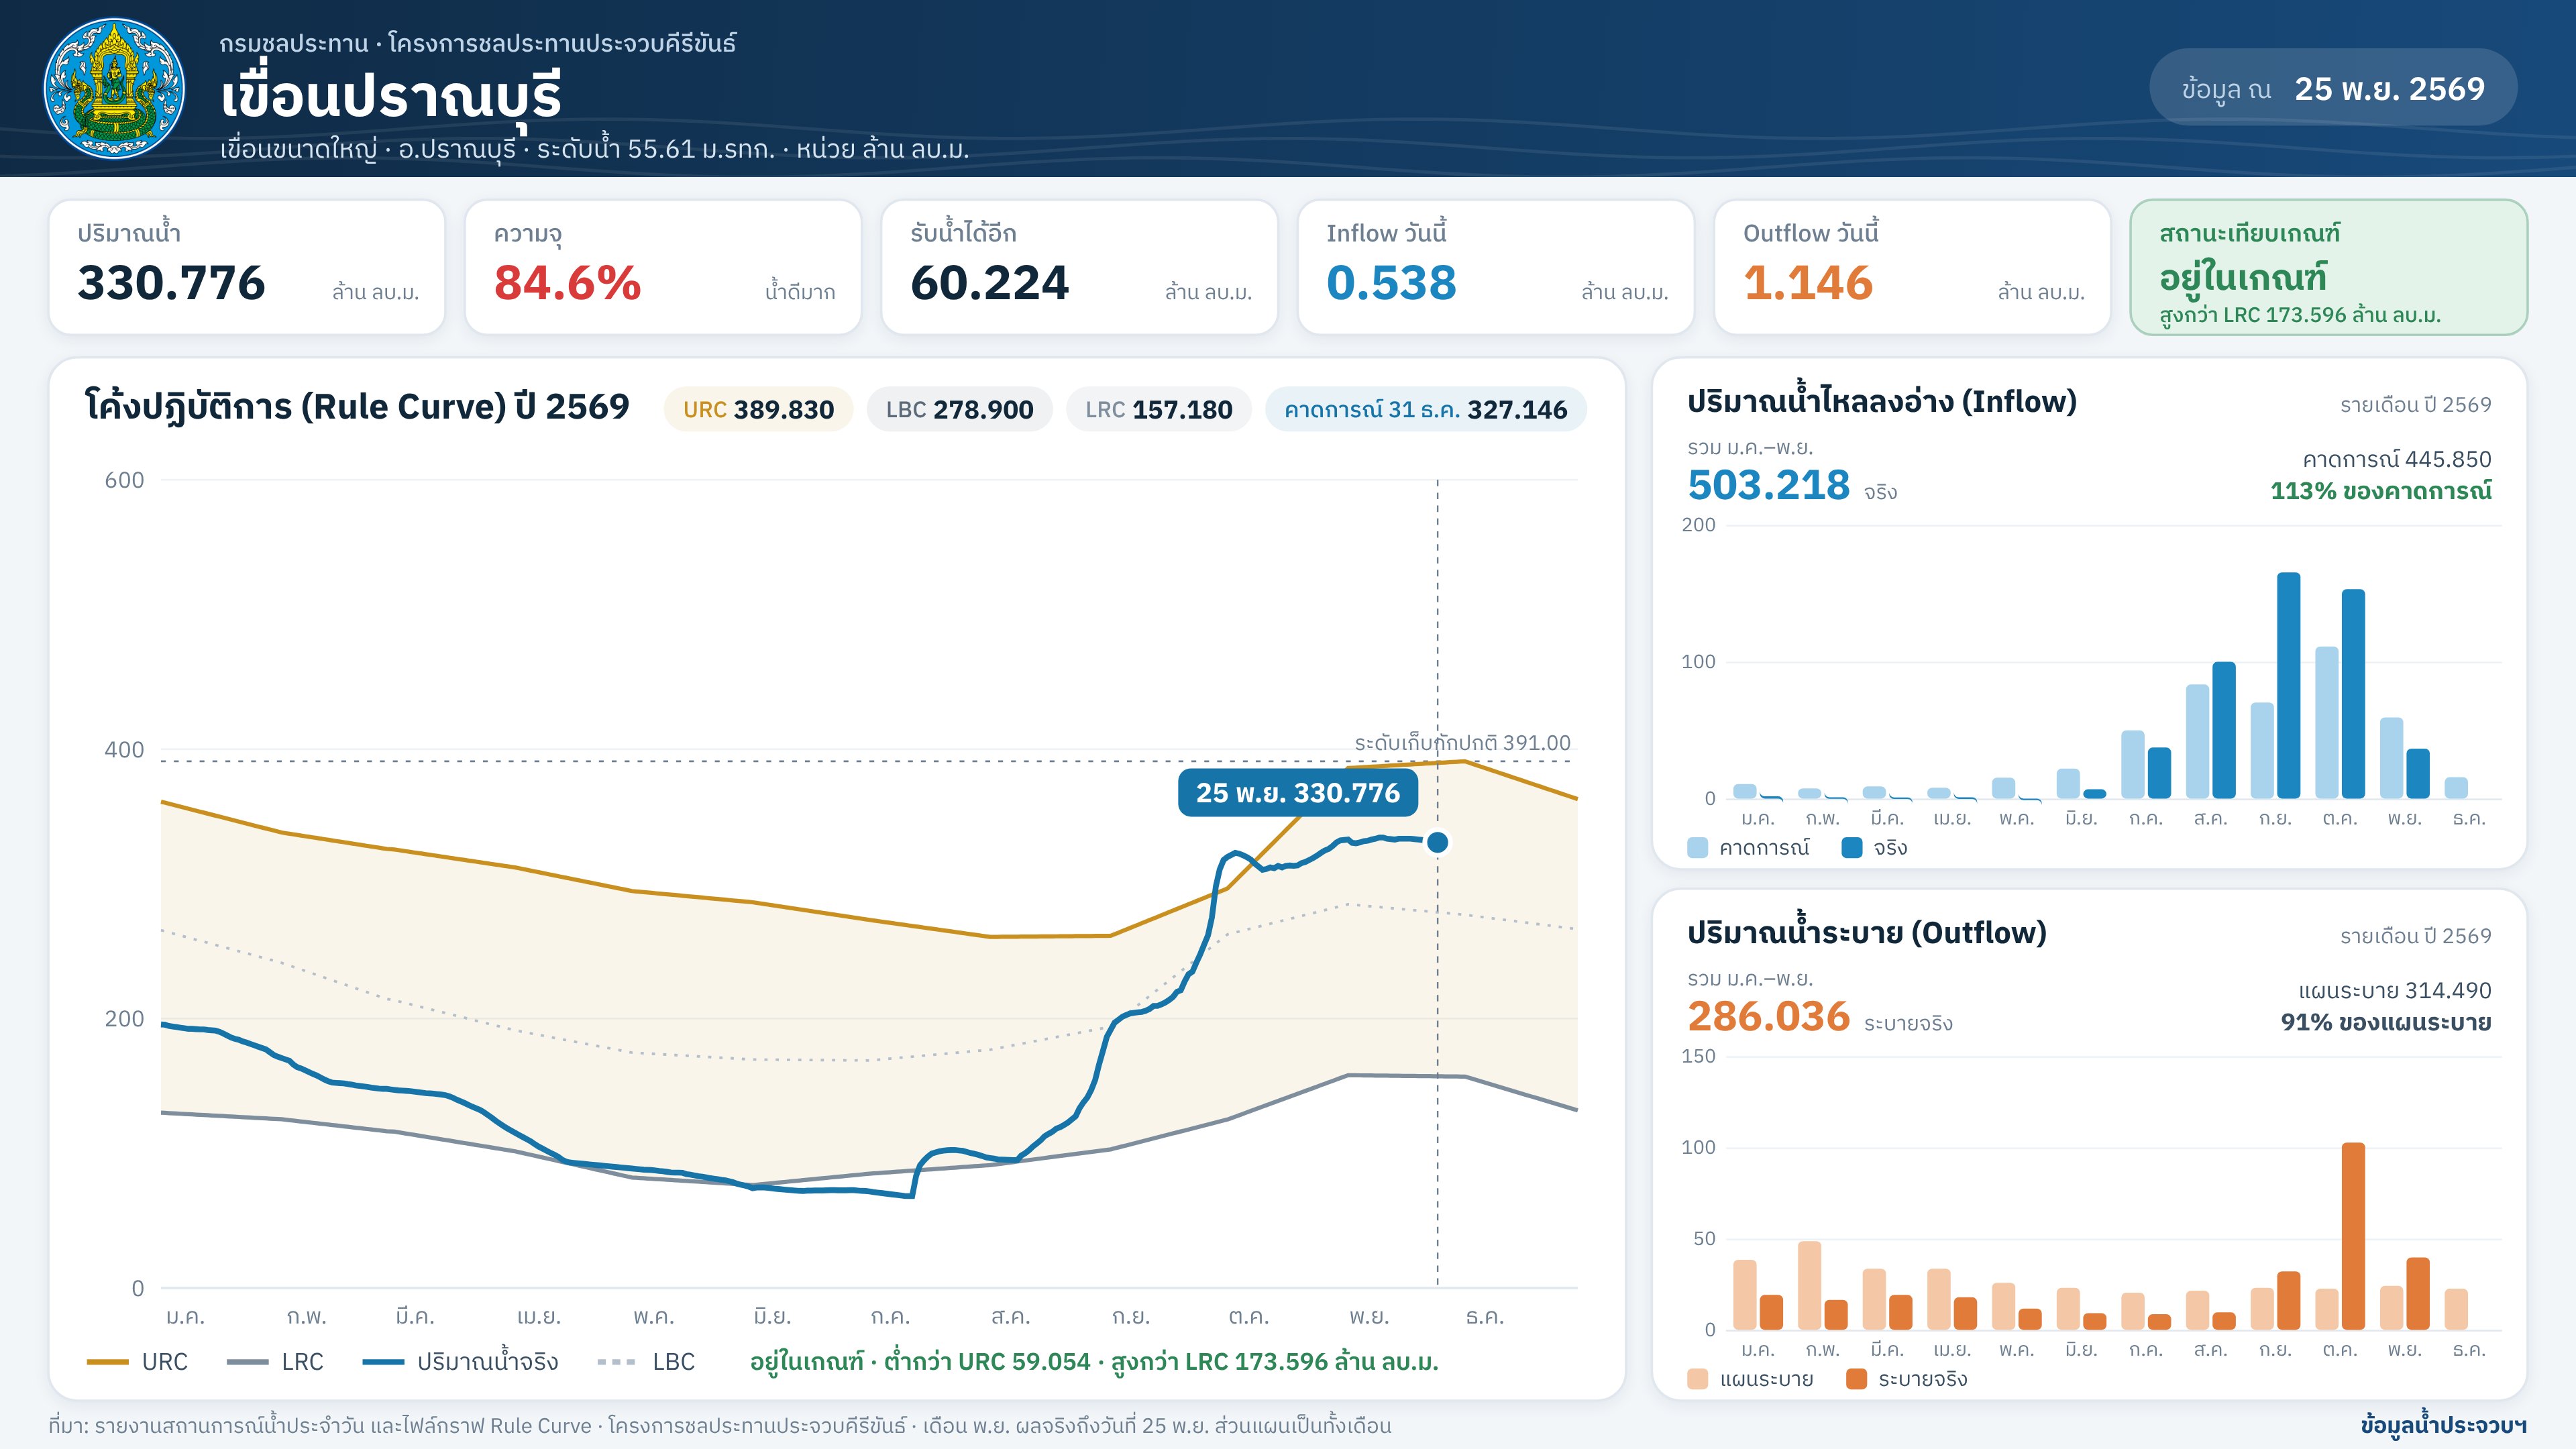 กรมชลประทาน · โครงการชลประทานประจวบคีรีขันธ์
เขื่อนปราณบุรี
เขื่อนขนาดใหญ่ · อ.ปราณบุรี · ระดับน้ำ 55.61 ม.รทก. · หน่วย ล้าน ลบ.ม.
ข้อมูล ณ 25 พ.ย. 2569
ปริมาณน้ำ
330.776 ล้าน ลบ.ม.
ความจุ
84.6% น้ำดีมาก
รับน้ำได้อีก
60.224 ล้าน ลบ.ม.
Inflow วันนี้
0.538 ล้าน ลบ.ม.
Outflow วันนี้
1.146 ล้าน ลบ.ม.
สถานะเทียบเกณฑ์
อยู่ในเกณฑ์
สูงกว่า LRC 173.596 ล้าน ลบ.ม.
โค้งปฏิบัติการ (Rule Curve) ปี 2569
URC 389.830
LBC 278.900
LRC 157.180
คาดการณ์ 31 ธ.ค. 327.146
600
400
200
0
ระดับเก็บกักปกติ 391.00
25 พ.ย. 330.776
ม.ค. ก.พ. มี.ค. เม.ย. พ.ค. มิ.ย. ก.ค. ส.ค. ก.ย. ต.ค. พ.ย. ธ.ค.
URC LRC ปริมาณน้ำจริง LBC
อยู่ในเกณฑ์ · ต่ำกว่า URC 59.054 · สูงกว่า LRC 173.596 ล้าน ลบ.ม.
ปริมาณน้ำไหลลงอ่าง (Inflow)
รายเดือน ปี 2569
รวม ม.ค.–พ.ย.
503.218 จริง
คาดการณ์ 445.850
113% ของคาดการณ์
200
100
0
ม.ค. ก.พ. มี.ค. เม.ย. พ.ค. มิ.ย. ก.ค. ส.ค. ก.ย. ต.ค. พ.ย. ธ.ค.
คาดการณ์ จริง
ปริมาณน้ำระบาย (Outflow)
รายเดือน ปี 2569
รวม ม.ค.–พ.ย.
286.036 ระบายจริง
แผนระบาย 314.490
91% ของแผนระบาย
150
100
50
0
ม.ค. ก.พ. มี.ค. เม.ย. พ.ค. มิ.ย. ก.ค. ส.ค. ก.ย. ต.ค. พ.ย. ธ.ค.
แผนระบาย ระบายจริง
ที่มา: รายงานสถานการณ์น้ำประจำวัน และไฟล์กราฟ Rule Curve · โครงการชลประทานประจวบคีรีขันธ์ · เดือน พ.ย. ผลจริงถึงวันที่ 25 พ.ย. ส่วนแผนเป็นทั้งเดือน
ข้อมูลน้ำประจวบฯ